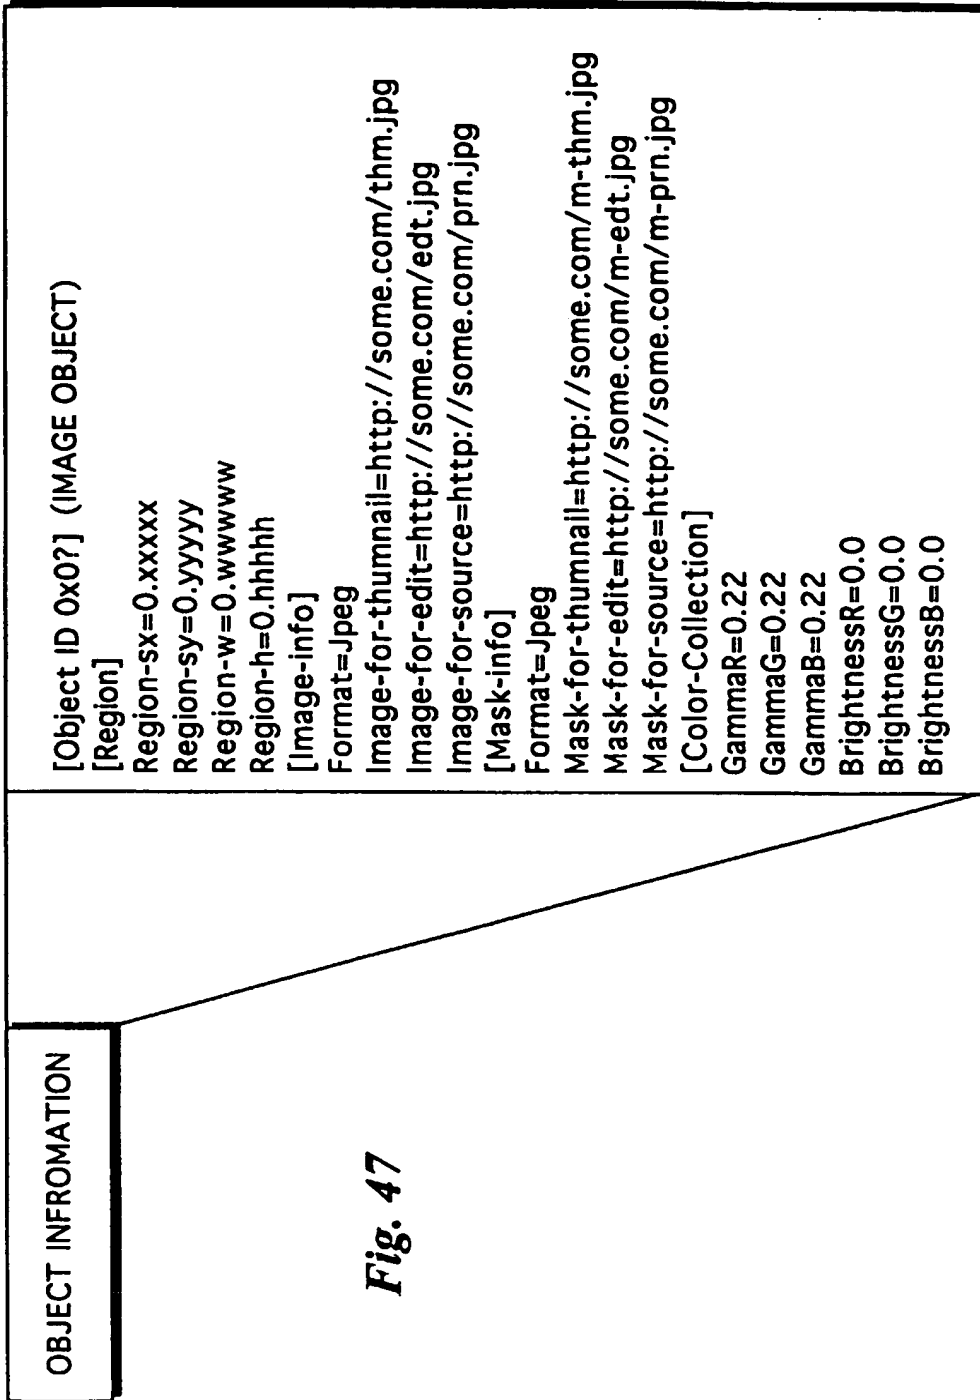 OBJECT INFROMATION
[Object ID 0x0?] (IMAGE OBJECT)
[Region]
Region-sx=0.xxxxx
Region-sy=0.yyyyy
Region-w=0.wwwww
Region-h=0.hhhhh
[Image-info]
Format=Jpeg
Image-for-thumnail=http://some.com/thm.jpg
Image-for-edit=http://some.com/edt.jpg
Image-for-source=http://some.com/prn.jpg
[Mask-info]
Format=Jpeg
Mask-for-thumnail=http://some.com/m-thm.jpg
Mask-for-edit=http://some.com/m-edt.jpg
Mask-for-source=http://some.com/m-prn.jpg
[Color-Collection]
GammaR=0.22
GammaG=0.22
GammaB=0.22
BrightnessR=0.0
BrightnessG=0.0
BrightnessB=0.0
Fig. 47